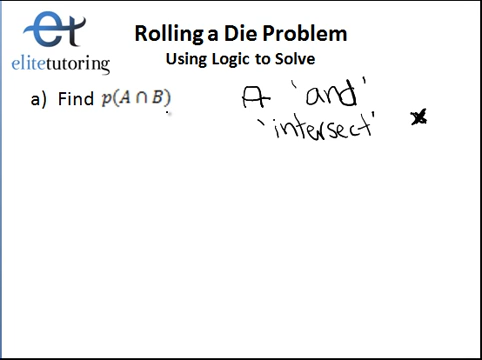 et
elitetutoring
Rolling a Die Problem
Using Logic to Solve
a) Find p(A ∩ B)
A 'and'
'intersect'